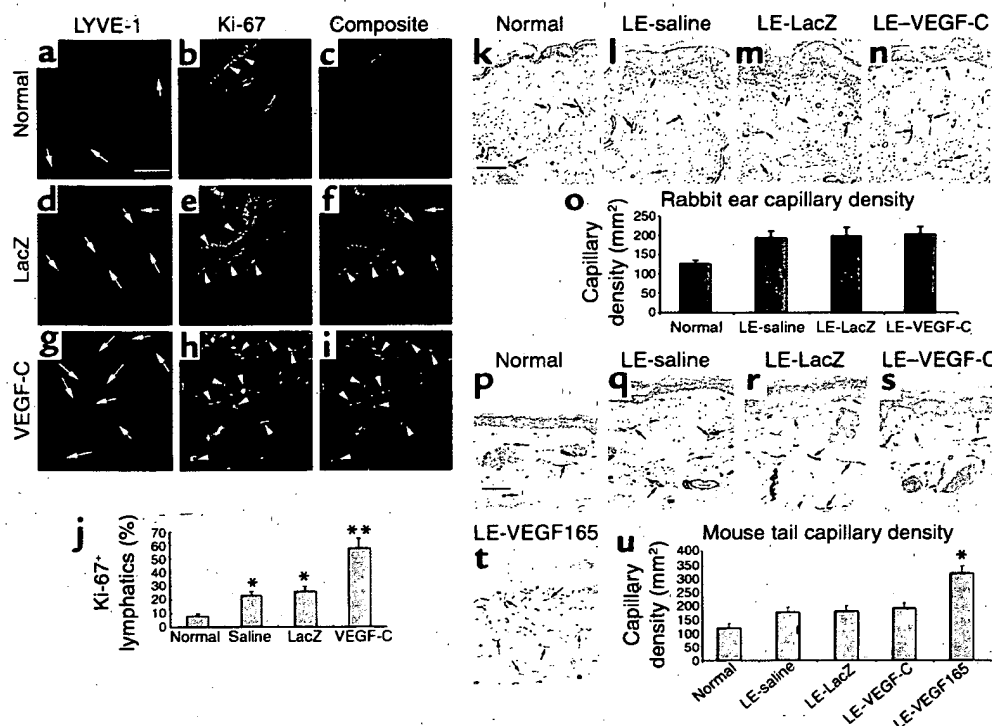 LYVE-1 Ki-67 Composite
Normal
a b c
LacZ
d e f
VEGF-C
g h i
j
Ki-67+ lymphatics (%)
70
60
50
40
30
20
10
0
* * **
Normal Saline LacZ VEGF-C
Normal LE-saline LE-LacZ LE–VEGF-C
k l m n
o Rabbit ear capillary density
Capillary density (mm²)
250
200
150
100
50
0
Normal LE-saline LE-LacZ LE–VEGF-C
Normal LE-saline LE-LacZ LE–VEGF-C
p q r s
LE-VEGF165
t
u Mouse tail capillary density
Capillary density (mm²)
400
350
300
250
200
150
100
50
0
*
Normal LE-saline LE-LacZ LE-VEGF-C LE-VEGF165